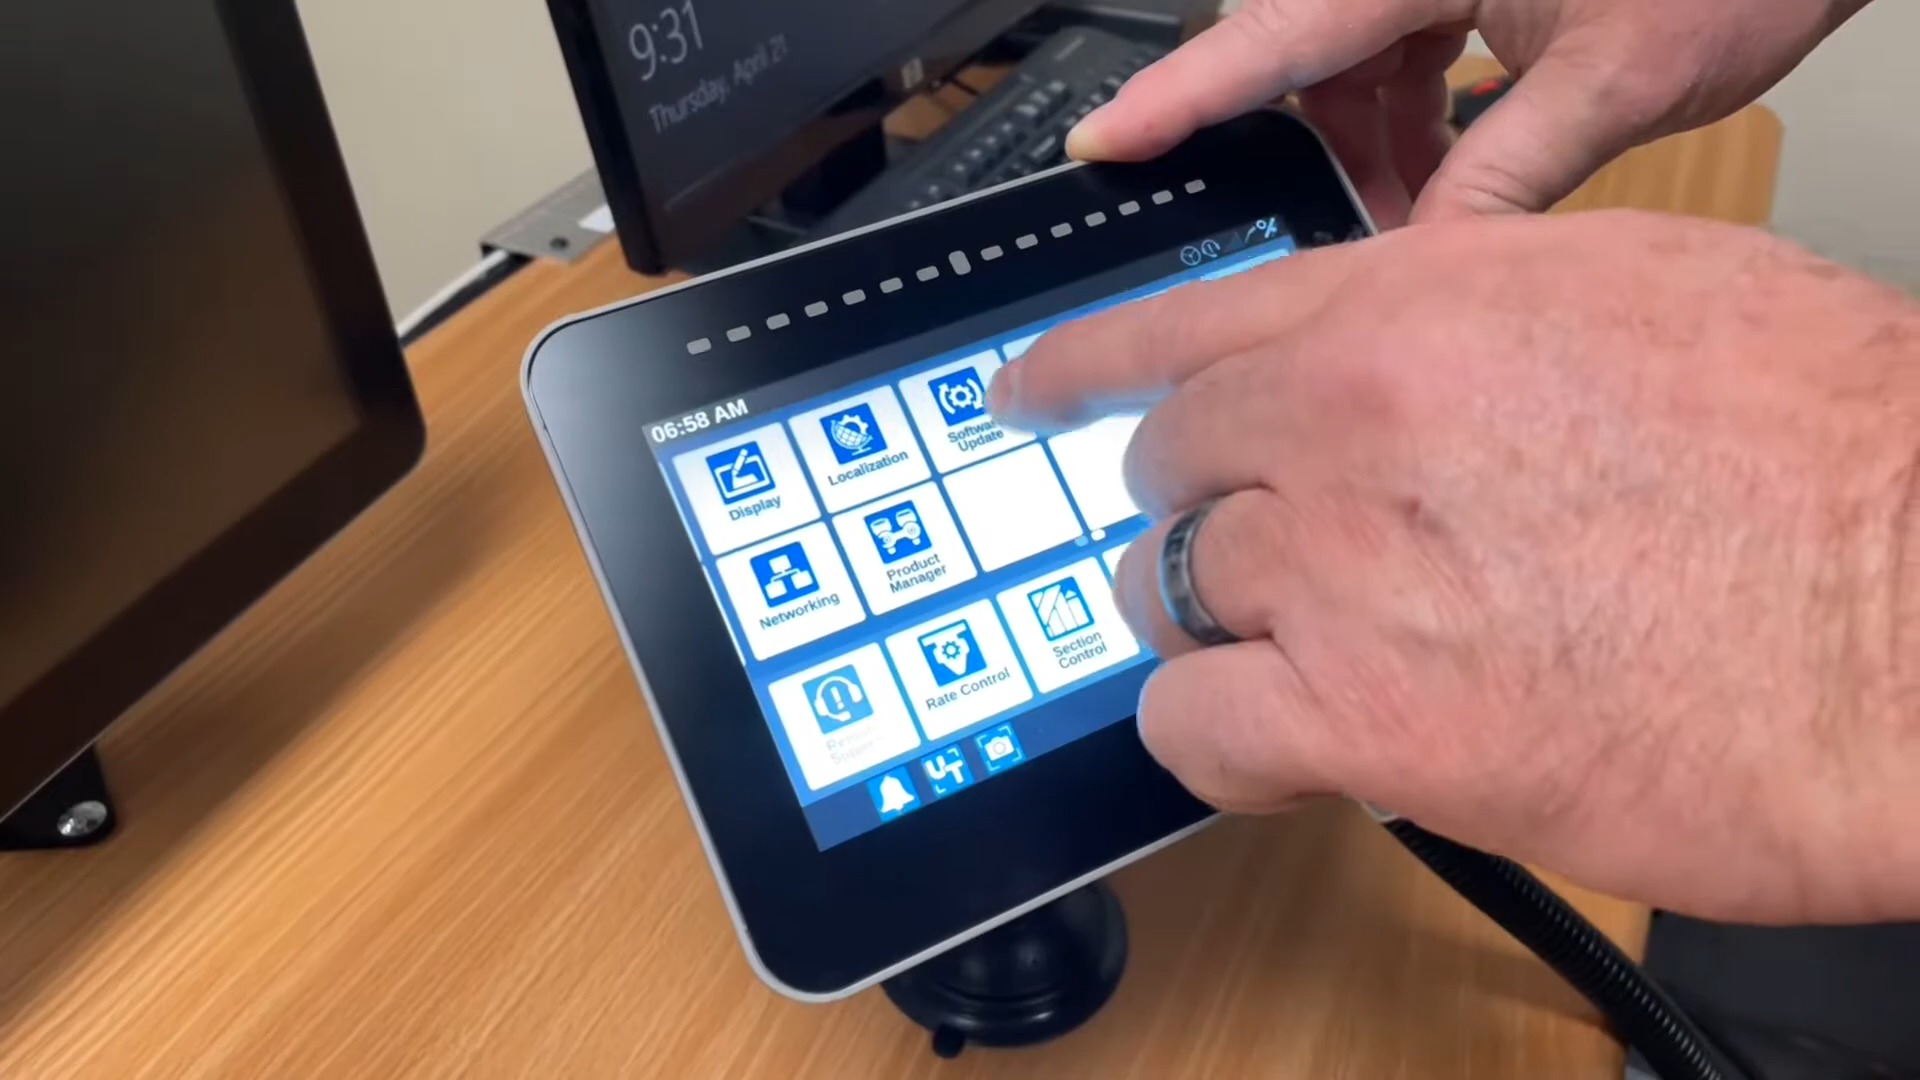 9:31
Thursday, April 21
06:58 AM
Display
Localization
Software
Update
Networking
Product
Manager
Rate Control
Section
Control
UT